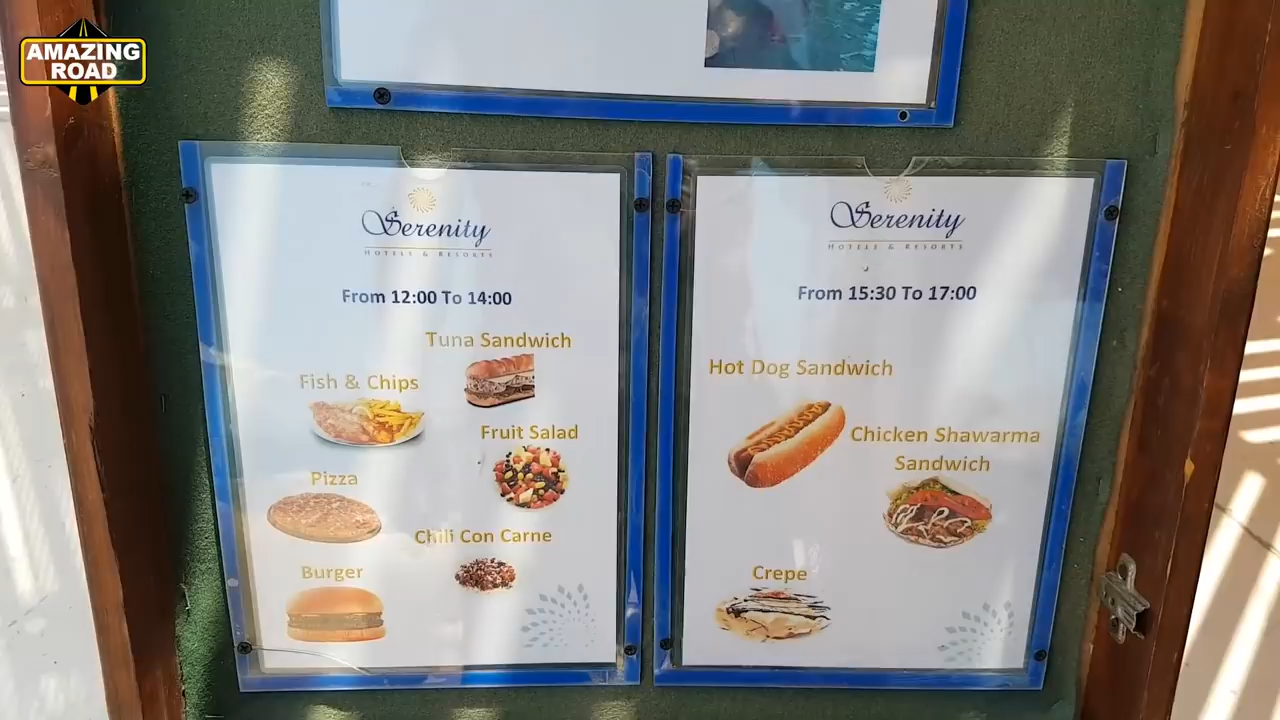 AMAZING
ROAD
Serenity
HOTELS & RESORTS
From 12:00 To 14:00
Tuna Sandwich
Fish & Chips
Fruit Salad
Pizza
Chili Con Carne
Burger
Serenity
HOTELS & RESORTS
From 15:30 To 17:00
Hot Dog Sandwich
Chicken Shawarma
Sandwich
Crepe